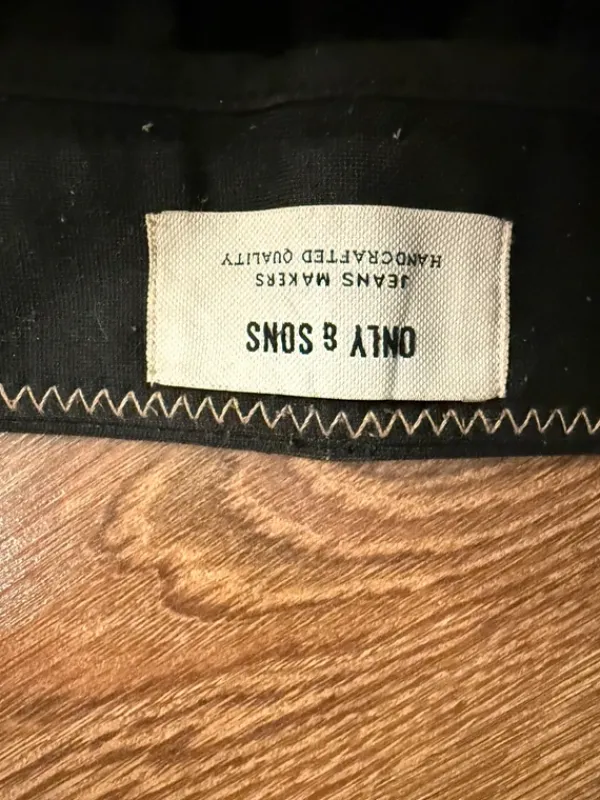 ONLY & SONS
JEANS MAKERS
HANDCRAFTED QUALITY